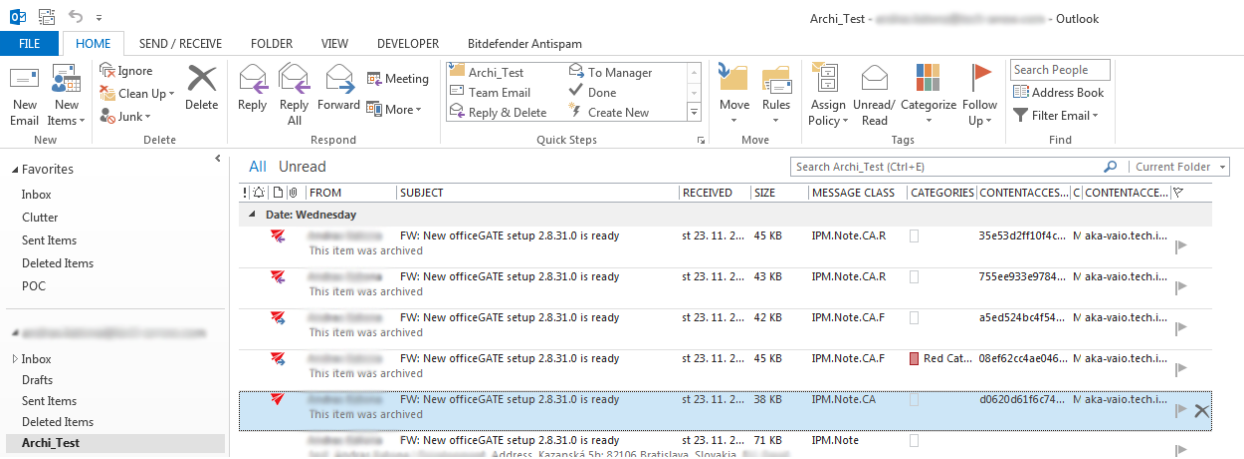 Archi_Test - - Outlook
FILE HOME SEND / RECEIVE FOLDER VIEW DEVELOPER Bitdefender Antispam
New Email
New Items
Ignore
Clean Up
Junk
Delete
Reply
Reply All
Forward
Meeting
More
Archi_Test
Team Email
Reply & Delete
To Manager
Done
Create New
Move
Rules
Assign Policy
Unread/ Read
Categorize
Follow Up
Search People
Address Book
Filter Email
New Delete Respond Quick Steps Move Tags Find
Favorites
Inbox
Clutter
Sent Items
Deleted Items
POC
Inbox
Drafts
Sent Items
Deleted Items
Archi_Test
All Unread
Search Archi_Test (Ctrl+E) Current Folder
! FROM SUBJECT RECEIVED SIZE MESSAGE CLASS CATEGORIES CONTENTACCES... C CONTENTACCE...
Date: Wednesday
FW: New officeGATE setup 2.8.31.0 is ready st 23. 11. 2... 45 KB IPM.Note.CA.R 35e53d2ff10f4c... M aka-vaio.tech.i...
This item was archived
FW: New officeGATE setup 2.8.31.0 is ready st 23. 11. 2... 43 KB IPM.Note.CA.R 755ee933e9784... M aka-vaio.tech.i...
This item was archived
FW: New officeGATE setup 2.8.31.0 is ready st 23. 11. 2... 42 KB IPM.Note.CA.F a5ed524bc4f54... M aka-vaio.tech.i...
This item was archived
FW: New officeGATE setup 2.8.31.0 is ready st 23. 11. 2... 45 KB IPM.Note.CA.F Red Cat... 08ef62cc4ae046... M aka-vaio.tech.i...
This item was archived
FW: New officeGATE setup 2.8.31.0 is ready st 23. 11. 2... 38 KB IPM.Note.CA d0620d61f6c74... M aka-vaio.tech.i...
This item was archived
FW: New officeGATE setup 2.8.31.0 is ready st 23. 11. 2... 71 KB IPM.Note
Address, Kazanská 5b; 82106 Bratislava, Slovakia,